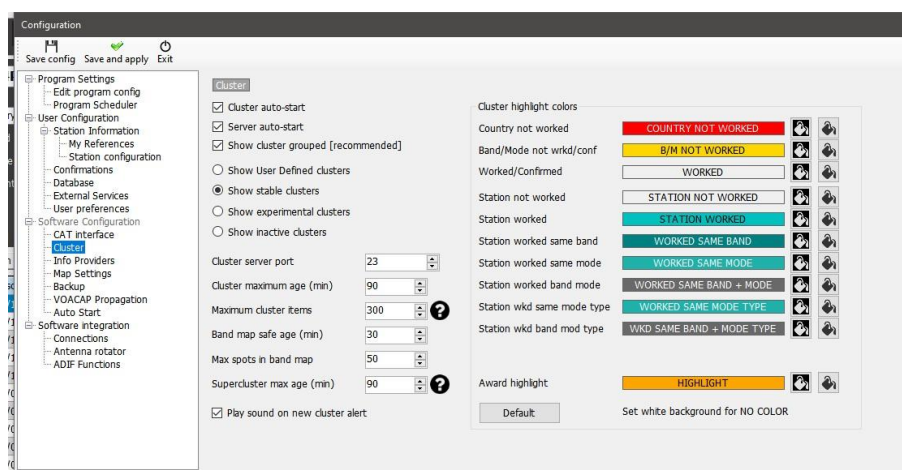 Configuration
Save config Save and apply Exit
Program Settings
Edit program config
Program Scheduler
User Configuration
Station Information
My References
Station configuration
Confirmations
Database
External Services
User preferences
Software Configuration
CAT interface
Cluster
Info Providers
Map Settings
Backup
VOACAP Propagation
Auto Start
Software integration
Connections
Antenna rotator
ADIF Functions
Cluster
Cluster auto-start
Server auto-start
Show cluster grouped [recommended]
Show User Defined clusters
Show stable clusters
Show experimental clusters
Show inactive clusters
Cluster server port 23
Cluster maximum age (min) 90
Maximum cluster items 300
Band map safe age (min) 30
Max spots in band map 50
Supercluster max age (min) 90
Play sound on new cluster alert
Cluster highlight colors
Country not worked COUNTRY NOT WORKED
Band/Mode not wrkd/conf B/M NOT WORKED
Worked/Confirmed WORKED
Station not worked STATION NOT WORKED
Station worked STATION WORKED
Station worked same band WORKED SAME BAND
Station worked same mode WORKED SAME MODE
Station worked band mode WORKED SAME BAND + MODE
Station wkd same mode type WORKED SAME MODE TYPE
Station wkd band mod type WKD SAME BAND + MODE TYPE
Award highlight HIGHLIGHT
Default Set white background for NO COLOR